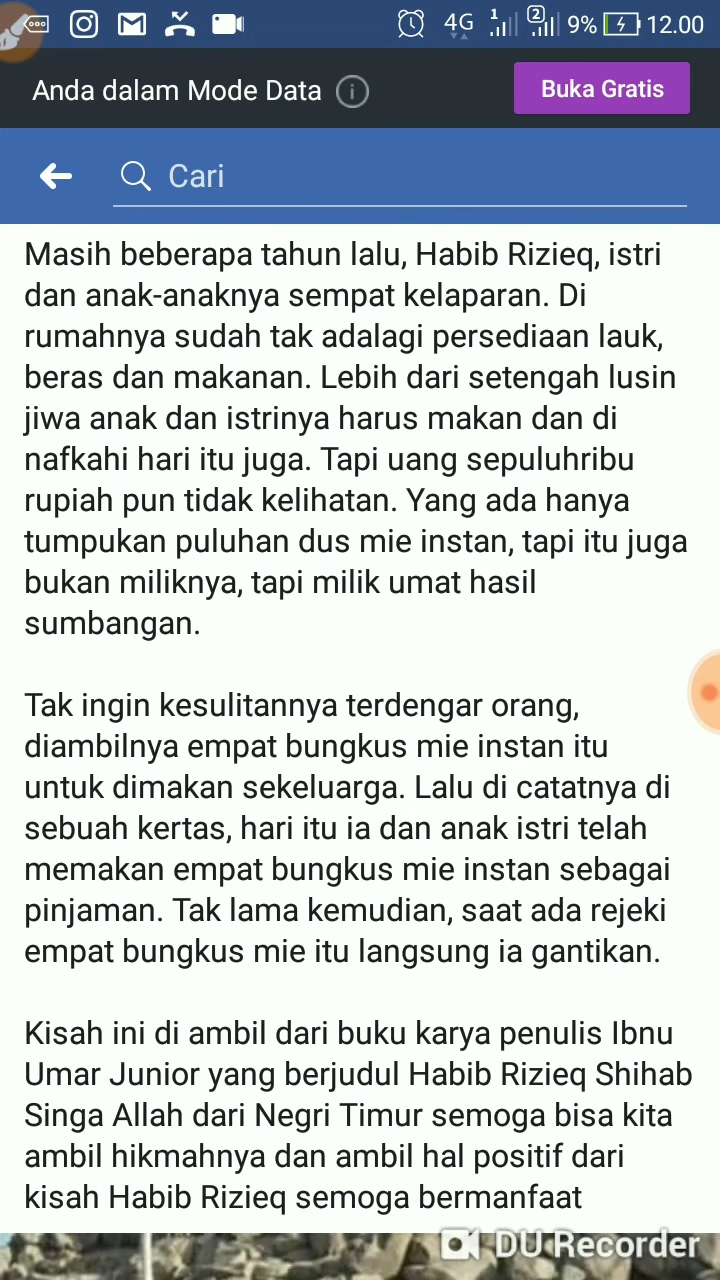 4G 1 2 9% 12.00
Anda dalam Mode Data i Buka Gratis
Cari
Masih beberapa tahun lalu, Habib Rizieq, istri
dan anak-anaknya sempat kelaparan. Di
rumahnya sudah tak adalagi persediaan lauk,
beras dan makanan. Lebih dari setengah lusin
jiwa anak dan istrinya harus makan dan di
nafkahi hari itu juga. Tapi uang sepuluhribu
rupiah pun tidak kelihatan. Yang ada hanya
tumpukan puluhan dus mie instan, tapi itu juga
bukan miliknya, tapi milik umat hasil
sumbangan.
Tak ingin kesulitannya terdengar orang,
diambilnya empat bungkus mie instan itu
untuk dimakan sekeluarga. Lalu di catatnya di
sebuah kertas, hari itu ia dan anak istri telah
memakan empat bungkus mie instan sebagai
pinjaman. Tak lama kemudian, saat ada rejeki
empat bungkus mie itu langsung ia gantikan.
Kisah ini di ambil dari buku karya penulis Ibnu
Umar Junior yang berjudul Habib Rizieq Shihab
Singa Allah dari Negri Timur semoga bisa kita
ambil hikmahnya dan ambil hal positif dari
kisah Habib Rizieq semoga bermanfaat
DU Recorder